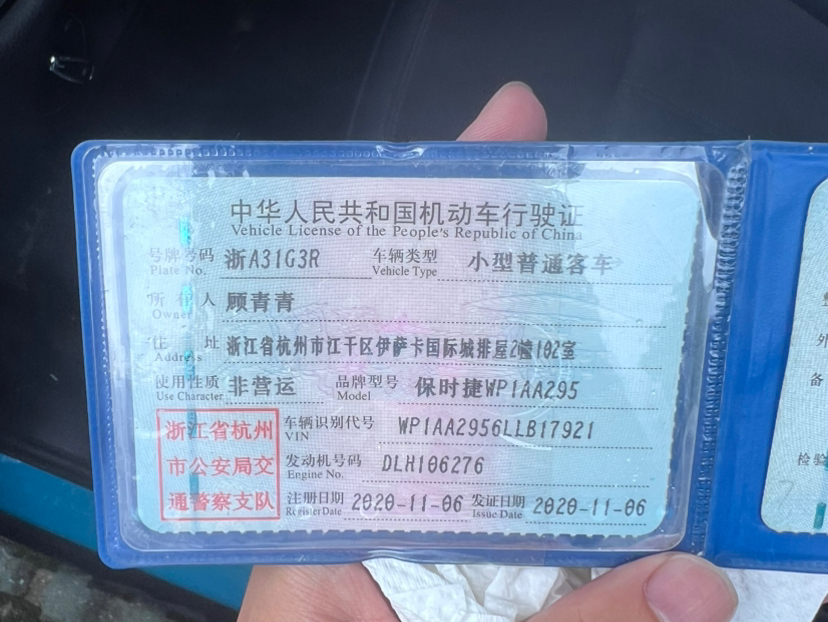 中华人民共和国机动车行驶证
Vehicle License of the People's Republic of China
号牌号码 浙A31G3R 车辆类型 小型普通客车
Plate No. Vehicle Type
所有人 顾青青
Owner
住址 浙江省杭州市江干区伊萨卡国际城排屋2幢102室
Address
使用性质 非营运 品牌型号 保时捷WP1AA295
Use Character Model
浙江省杭州 车辆识别代号 WP1AA2956LLB17921
VIN
市公安局交 发动机号码 DLH106276
Engine No.
通警察支队 注册日期 2020-11-06 发证日期 2020-11-06
Register Date Issue Date
外
备
检验